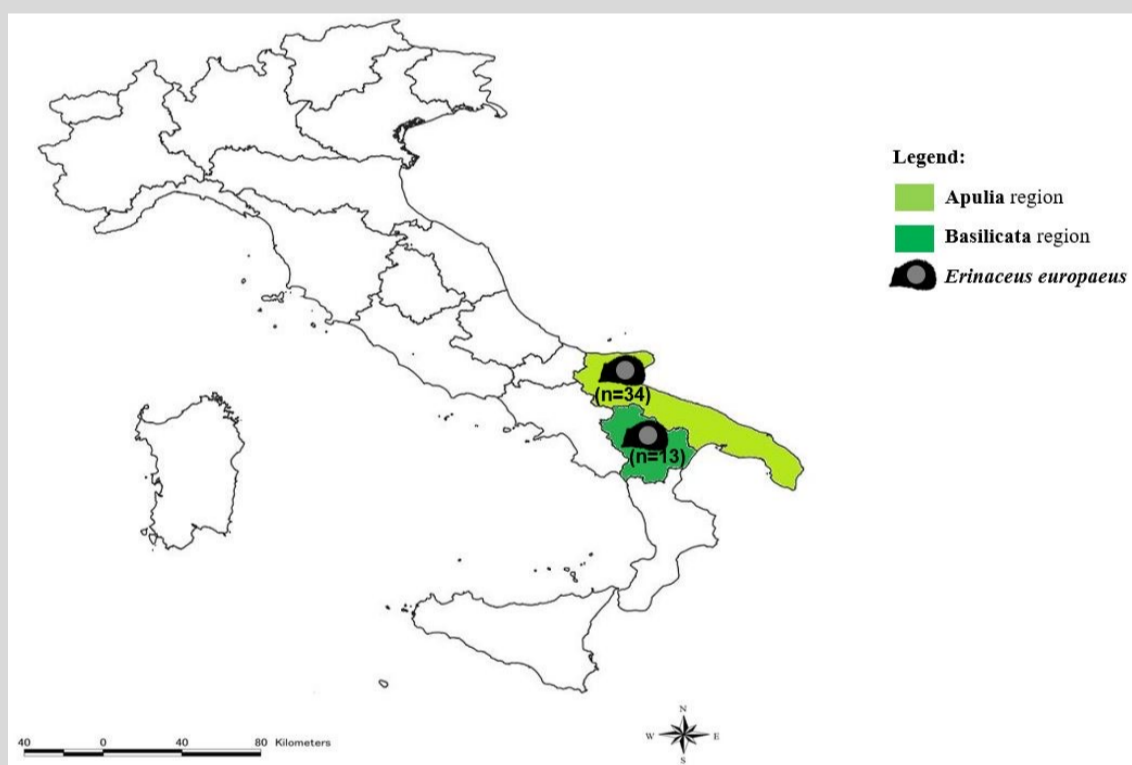 Legend:
Apulia region
Basilicata region
Erinaceus europaeus
(n=34)
(n=13)
N
W E
S
40 0 40 80 Kilometers